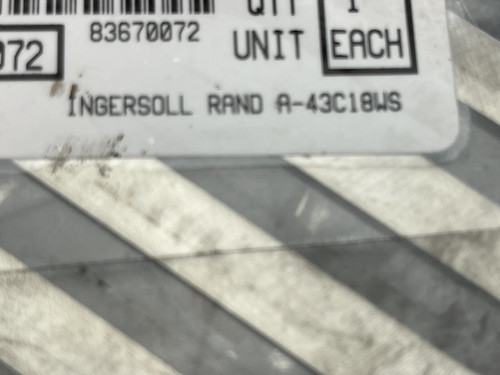 QTY 1
83670072
UNIT EACH
072
INGERSOLL RAND A-43C18WS